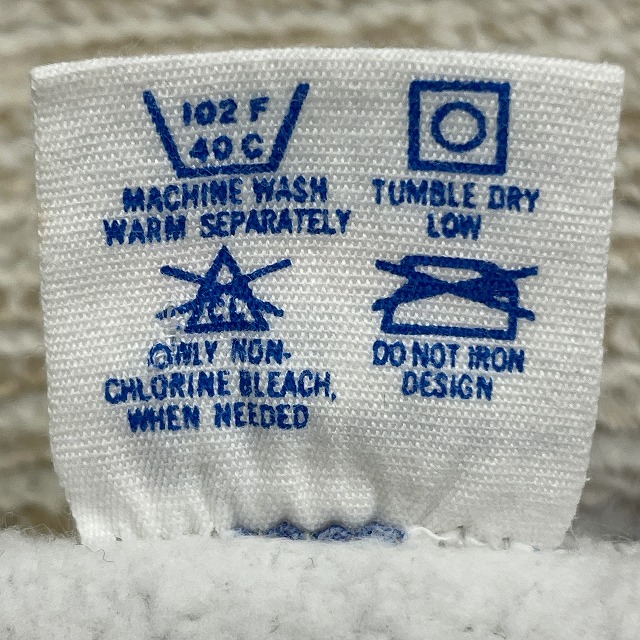 102 F
40 C
MACHINE WASH
WARM SEPARATELY
TUMBLE DRY
LOW
CL
ONLY NON-
CHLORINE BLEACH,
WHEN NEEDED
DO NOT IRON
DESIGN